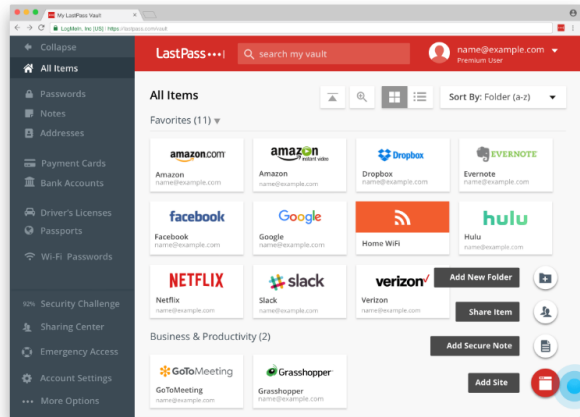 My LastPass Vault
LogMeIn, Inc [US] | https://lastpass.com/vault
Collapse
All Items
Passwords
Notes
Addresses
Payment Cards
Bank Accounts
Driver's Licenses
Passports
Wi-Fi Passwords
92% Security Challenge
Sharing Center
Emergency Access
Account Settings
More Options
LastPass
search my vault
name@example.com
Premium User
All Items
Sort By: Folder (a-z)
Favorites (11)
amazon.com
Amazon
name@example.com
amazon
instant video
Amazon
name@example.com
Dropbox
Dropbox
name@example.com
EVERNOTE
Evernote
name@example.com
facebook
Facebook
name@example.com
Google
Google
name@example.com
Home WiFi
hulu
Hulu
name@example.com
NETFLIX
Netflix
name@example.com
slack
Slack
name@example.com
verizon
Verizon
name@example.com
Add New Folder
Share Item
Business & Productivity (2)
Add Secure Note
GoToMeeting
GoToMeeting
name@example.com
Grasshopper
Grasshopper
name@example.com
Add Site